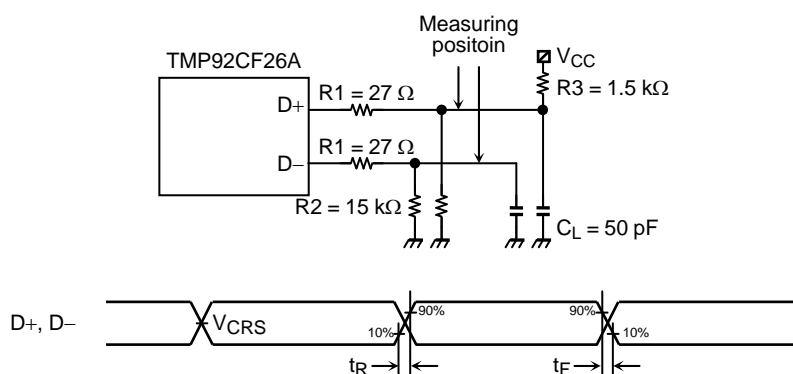 Measuring
positoin
TMP92CF26A
VCC
R3 = 1.5 kΩ
D+
R1 = 27 Ω
R1 = 27 Ω
D−
R2 = 15 kΩ
CL = 50 pF
D+, D−
VCRS
10%
90%
90%
10%
tR
tF